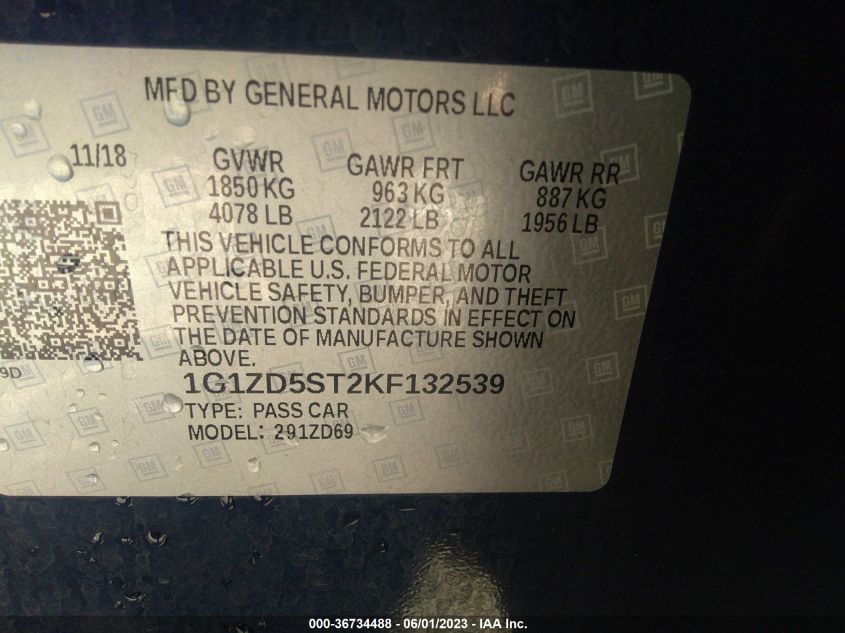 MFD BY GENERAL MOTORS LLC
11/18
GVWR GAWR FRT GAWR RR
1850 KG 963 KG 887 KG
4078 LB 2122 LB 1956 LB
THIS VEHICLE CONFORMS TO ALL
APPLICABLE U.S. FEDERAL MOTOR
VEHICLE SAFETY, BUMPER, AND THEFT
PREVENTION STANDARDS IN EFFECT ON
THE DATE OF MANUFACTURE SHOWN
ABOVE.
9D
1G1ZD5ST2KF132539
TYPE: PASS CAR
MODEL: 291ZD69
GM
000-36734488 - 06/01/2023 - IAA Inc.